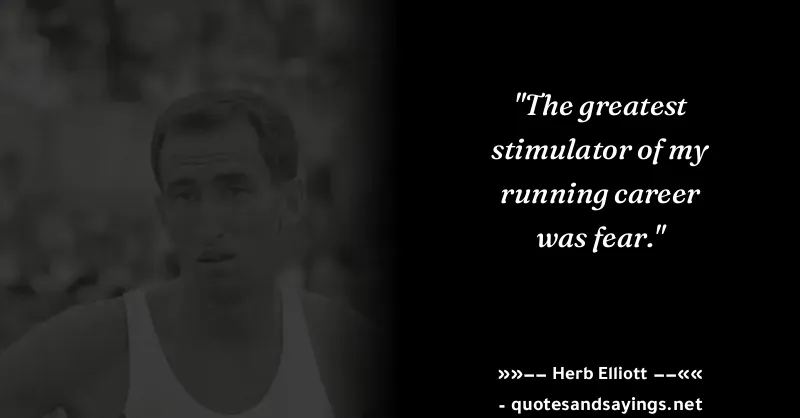 "The greatest
stimulator of my
running career
was fear."
»»−− Herb Elliott −−««
- quotesandsayings.net